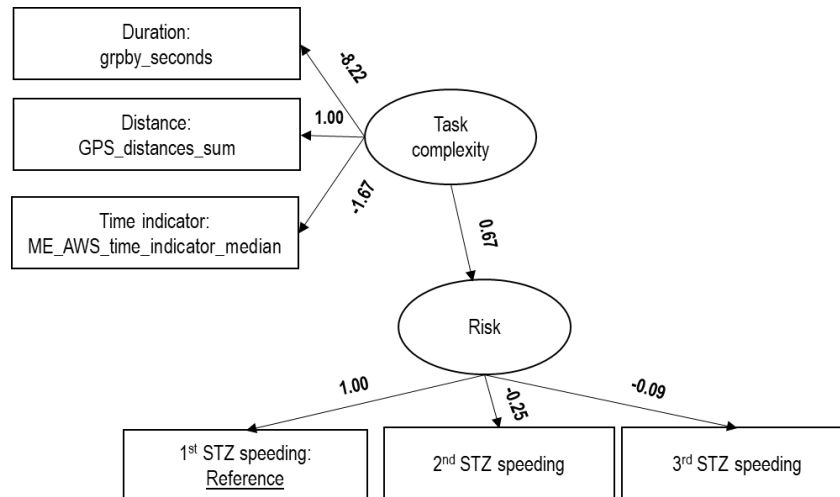 Duration:
grpby_seconds
-8.22
Distance:
GPS_distances_sum
1.00
Task
complexity
Time indicator:
ME_AWS_time_indicator_median
-1.67
0.67
Risk
1.00
-0.25
-0.09
1st STZ speeding:
Reference
2nd STZ speeding
3rd STZ speeding